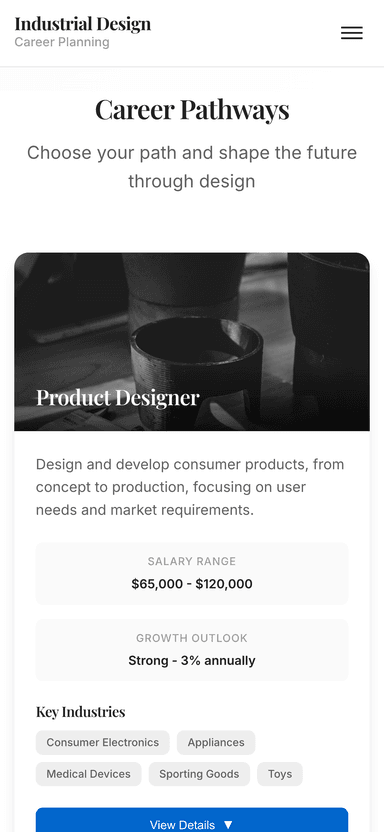 Industrial Design
Career Planning
Career Pathways
Choose your path and shape the future
through design
Product Designer
Design and develop consumer products, from
concept to production, focusing on user
needs and market requirements.
SALARY RANGE
$65,000 - $120,000
GROWTH OUTLOOK
Strong - 3% annually
Key Industries
Consumer Electronics
Appliances
Medical Devices
Sporting Goods
Toys
View Details ▼